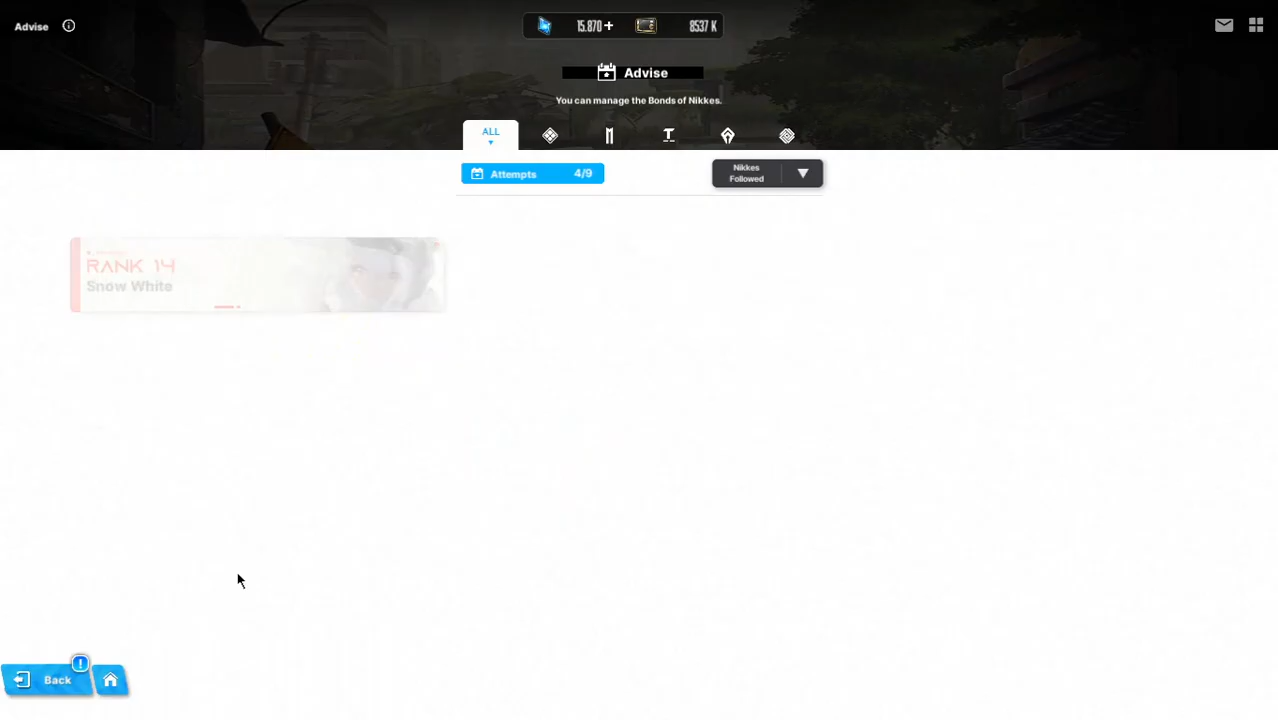 Advise
15.870+
8537 K
Advise
You can manage the Bonds of Nikkes.
ALL
Attempts 4/9
Nikkes
Followed
RANK 14
Snow White
Back